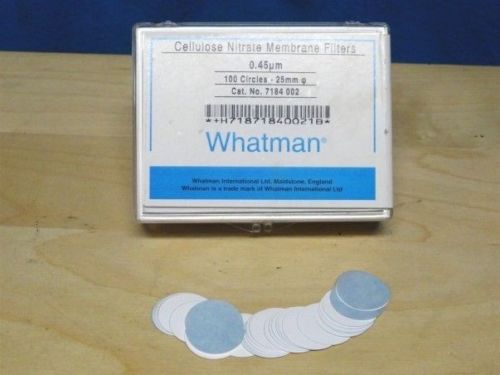 Cellulose Nitrate Membrane Filters
0.45µm
100 Circles - 25mm φ
Cat. No. 7184 002
*+H71871840021B*
Whatman®
Whatman International Ltd. Maidstone, England
Whatman is a trade mark of Whatman International Ltd